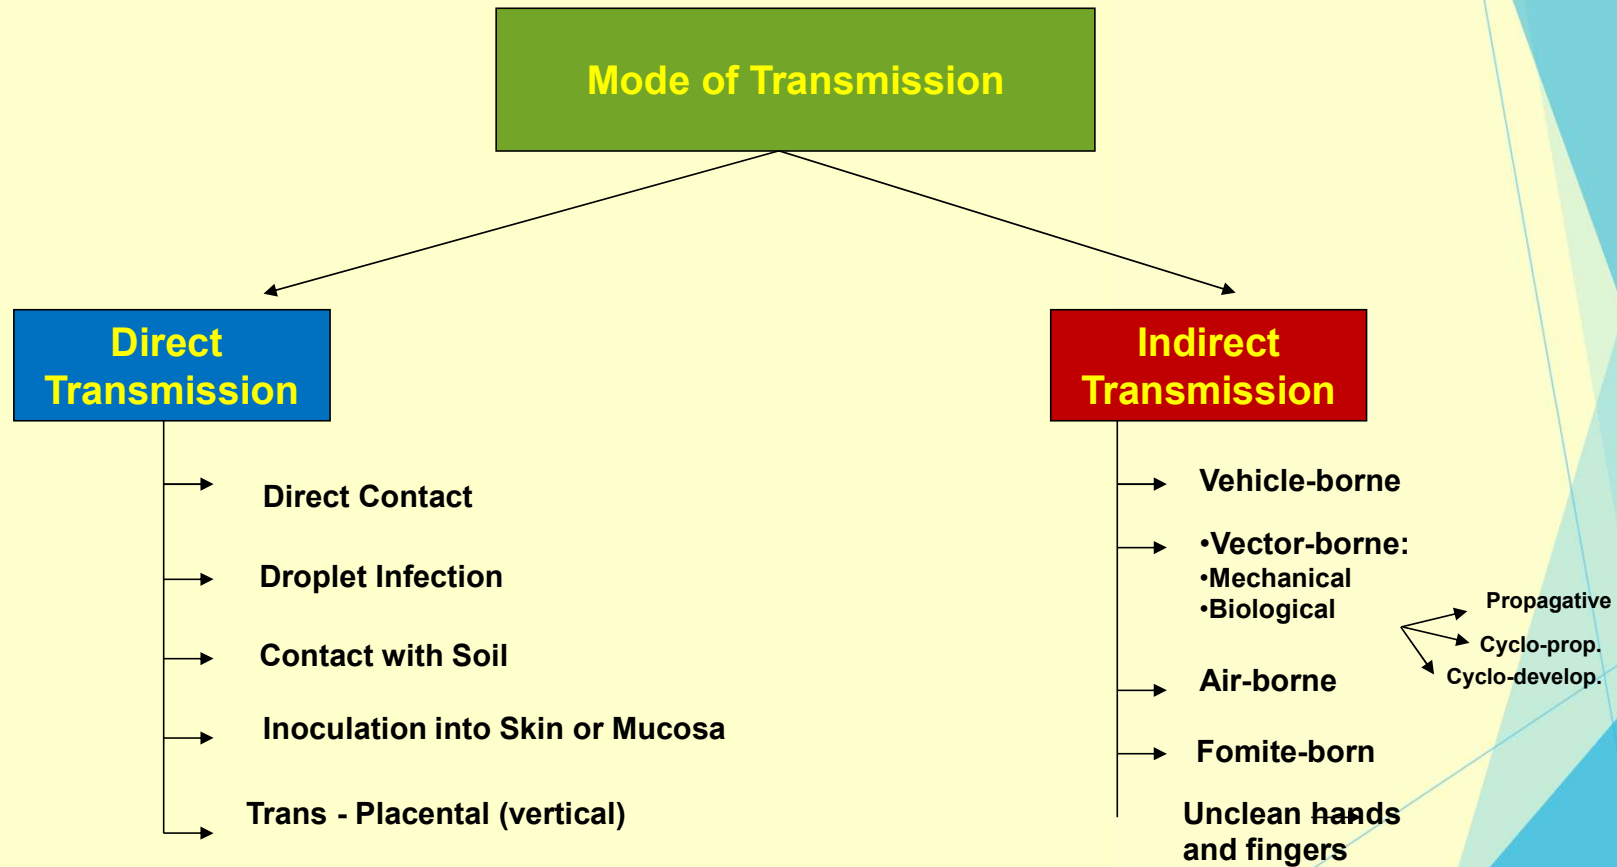 Mode of Transmission
Direct
Transmission
Direct Contact
Droplet Infection
Contact with Soil
Inoculation into Skin or Mucosa
Trans - Placental (vertical)
Indirect
Transmission
Vehicle-borne
•Vector-borne:
•Mechanical
•Biological
Propagative
Cyclo-prop.
Cyclo-develop.
Air-borne
Fomite-born
Unclean hands
and fingers